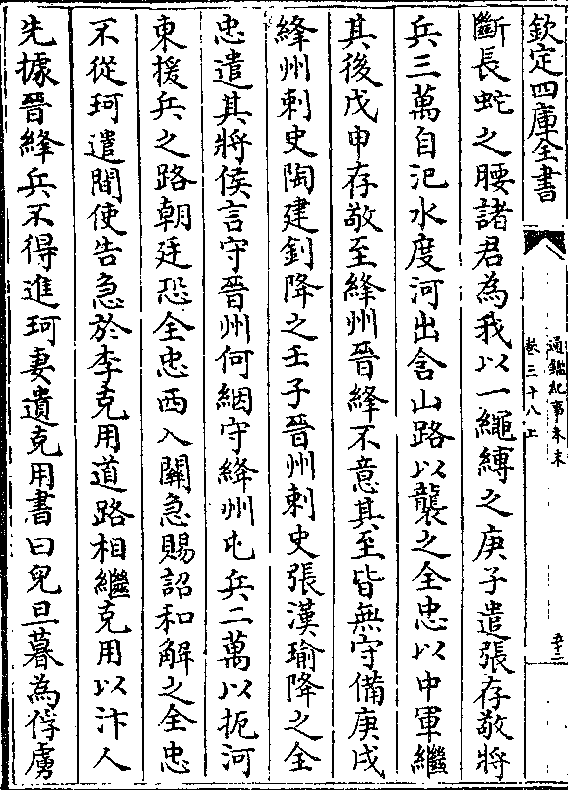 欽定四庫全書
通鑑紀事本末
卷三十八上
五十二
斷長蛇之腰諸君為我以一繩縛之庚子遣張存敬將
兵三萬自汜水度河出含山路以襲之全忠以中軍繼
其後戊申存敬至絳州晉絳不意其至皆無守備庚戌
絳州刺史陶建釗降之壬子晉州刺史張漢瑜降之全
忠遣其將侯言守晉州何絪守絳州屯兵二萬以扼河
東援兵之路朝廷恐全忠西入關急賜詔和解之全忠
不從珂遣間使告急於李克用道路相繼克用以汴人
先據晉絳兵不得進珂妻遺克用書曰兒旦暮為俘虜